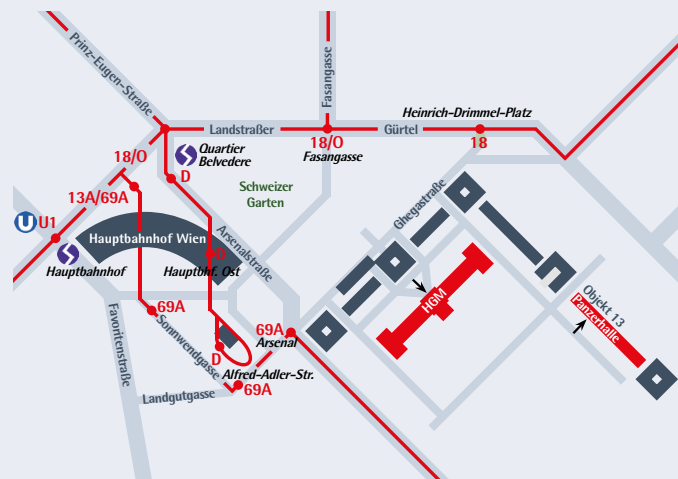 Prinz-Eugen-Straße
Fasangasse
Heinrich-Drimmel-Platz
Landstraßer
Gürtel
18/O
Fasangasse
18
18/O
Quartier
Belvedere
D
13A/69A
Schweizer
Garten
Ghegastraße
U U1
Hauptbahnhof Wien
Arsenalstraße
Hauptbahnhof
D
Hauptbhf. Ost
HGM
Objekt 13
Panzerhalle
69A
Favoritenstraße
Sonnwendgasse
69A
Arsenal
D
Alfred-Adler-Str.
69A
Landgutgasse